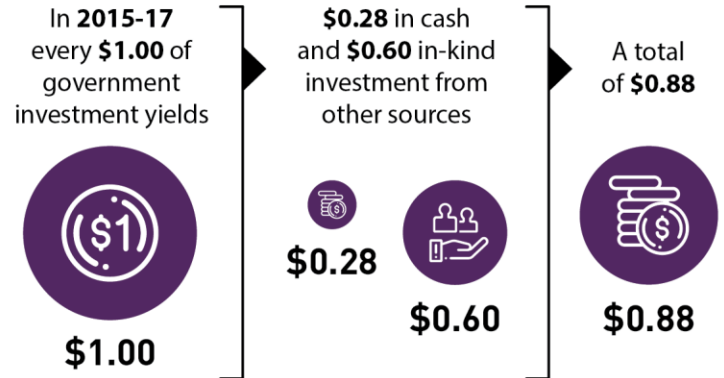 In 2015-17
every $1.00 of
government
investment yields
$1
$1.00
$0.28 in cash
and $0.60 in-kind
investment from
other sources
$
$0.28
$0.60
A total
of $0.88
$
$0.88